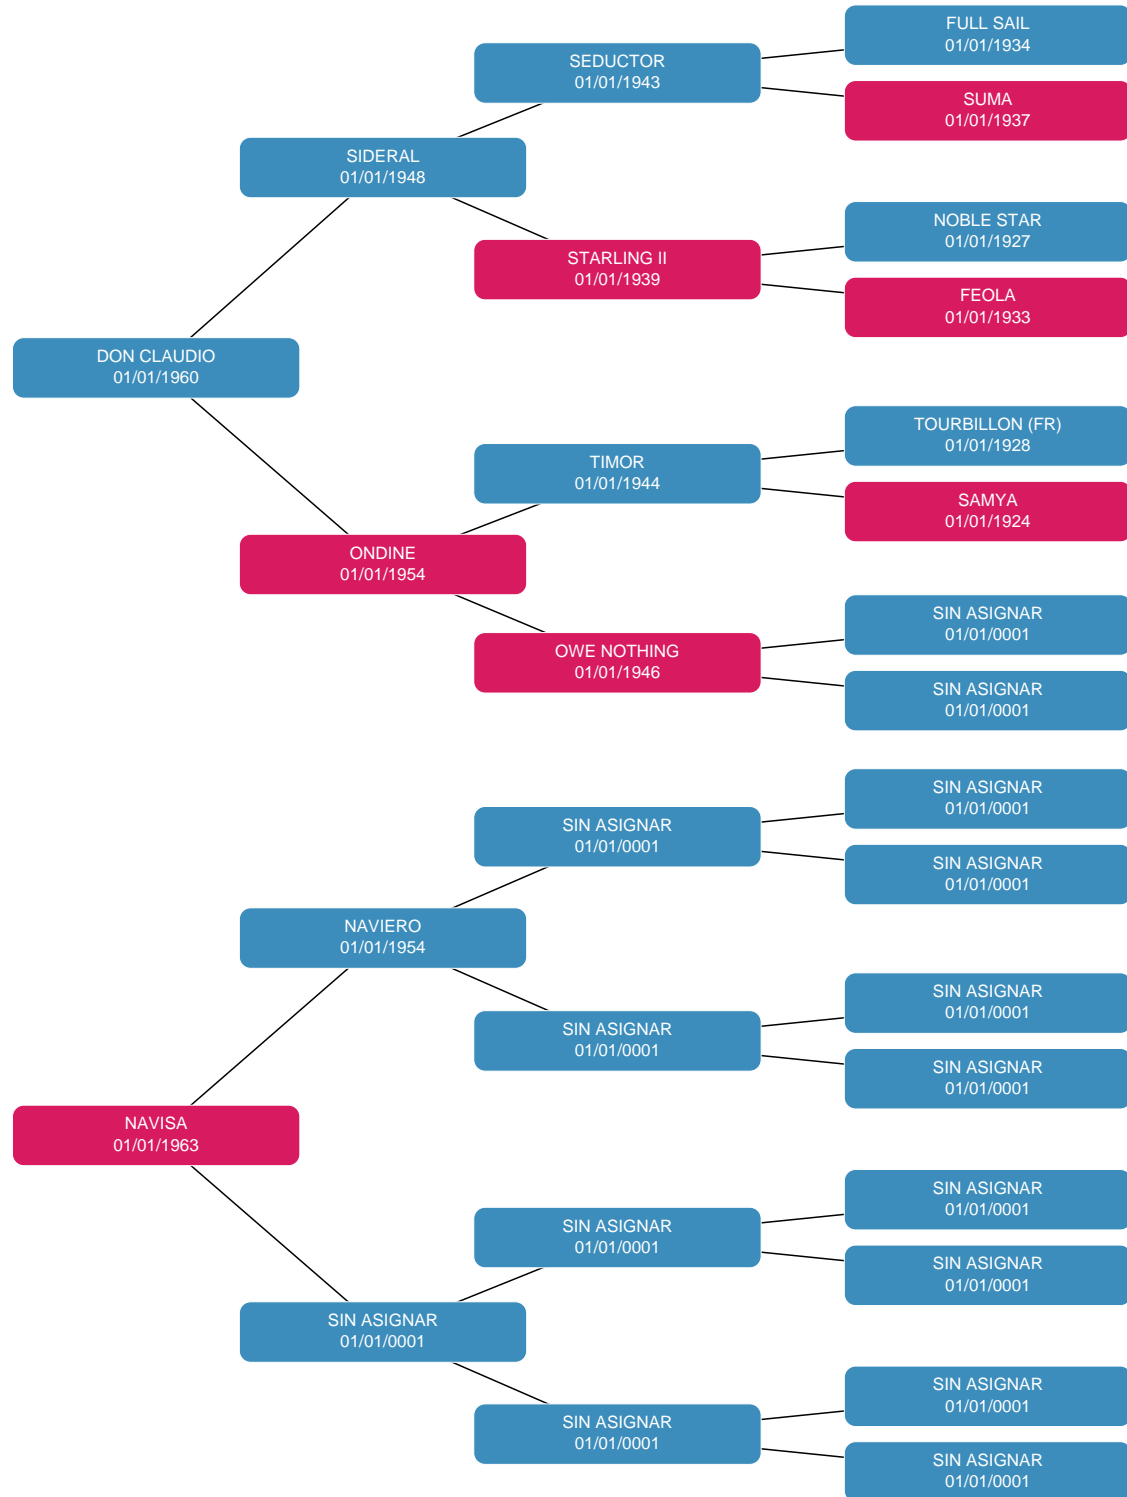 FULL SAIL
01/01/1934
SEDUCTOR
01/01/1943
SUMA
01/01/1937
SIDERAL
01/01/1948
NOBLE STAR
01/01/1927
STARLING II
01/01/1939
FEOLA
01/01/1933
DON CLAUDIO
01/01/1960
TOURBILLON (FR)
01/01/1928
TIMOR
01/01/1944
SAMYA
01/01/1924
ONDINE
01/01/1954
SIN ASIGNAR
01/01/0001
OWE NOTHING
01/01/1946
SIN ASIGNAR
01/01/0001
SIN ASIGNAR
01/01/0001
SIN ASIGNAR
01/01/0001
SIN ASIGNAR
01/01/0001
NAVIERO
01/01/1954
SIN ASIGNAR
01/01/0001
SIN ASIGNAR
01/01/0001
SIN ASIGNAR
01/01/0001
NAVISA
01/01/1963
SIN ASIGNAR
01/01/0001
SIN ASIGNAR
01/01/0001
SIN ASIGNAR
01/01/0001
SIN ASIGNAR
01/01/0001
SIN ASIGNAR
01/01/0001
SIN ASIGNAR
01/01/0001
SIN ASIGNAR
01/01/0001